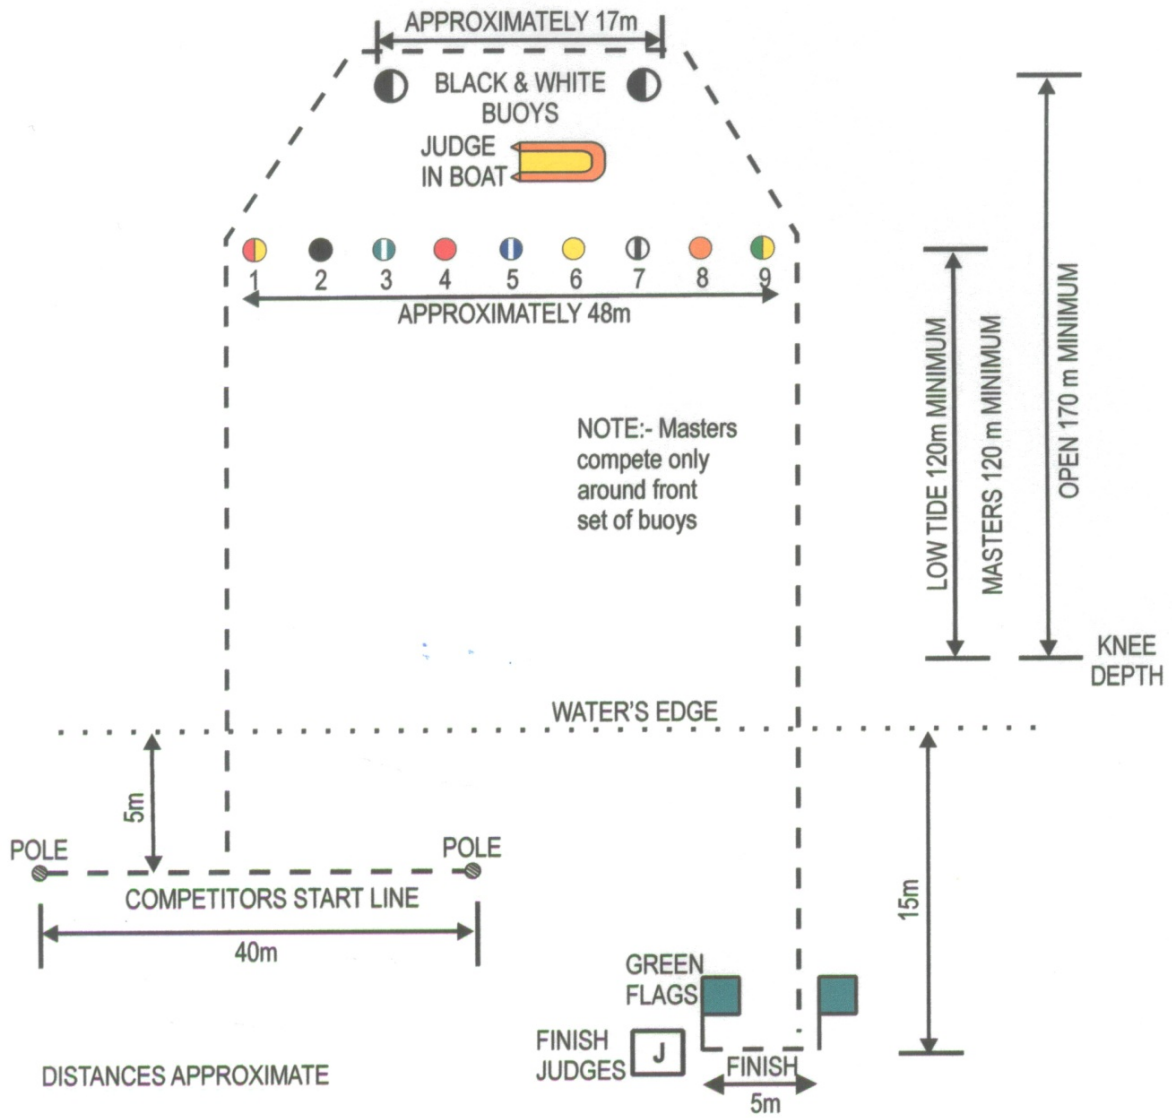 APPROXIMATELY 17m
BLACK & WHITE
BUOYS
JUDGE
IN BOAT
1 2 3 4 5 6 7 8 9
APPROXIMATELY 48m
NOTE:- Masters
compete only
around front
set of buoys
LOW TIDE 120m MINIMUM
MASTERS 120 m MINIMUM
OPEN 170 m MINIMUM
KNEE
DEPTH
WATER'S EDGE
5m
POLE
POLE
COMPETITORS START LINE
40m
15m
GREEN
FLAGS
FINISH
JUDGES
J
FINISH
5m
DISTANCES APPROXIMATE